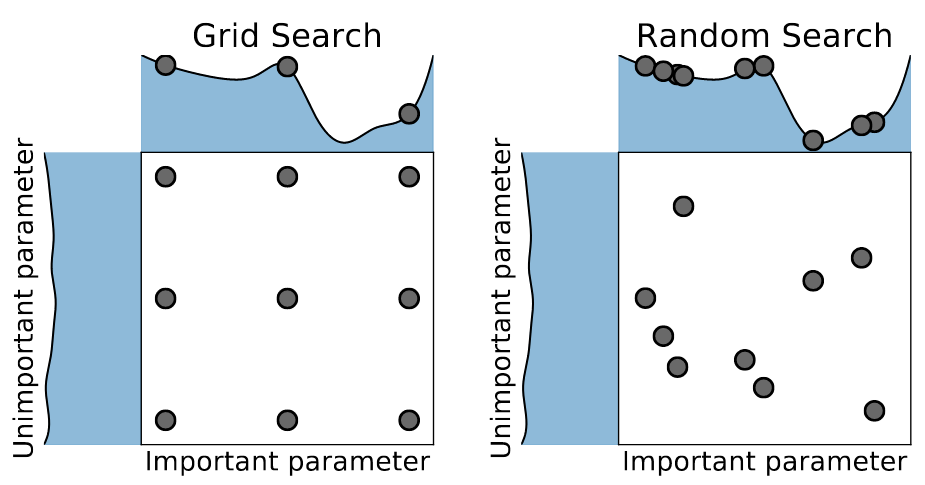 Grid Search
Unimportant parameter
Important parameter
Random Search
Unimportant parameter
Important parameter